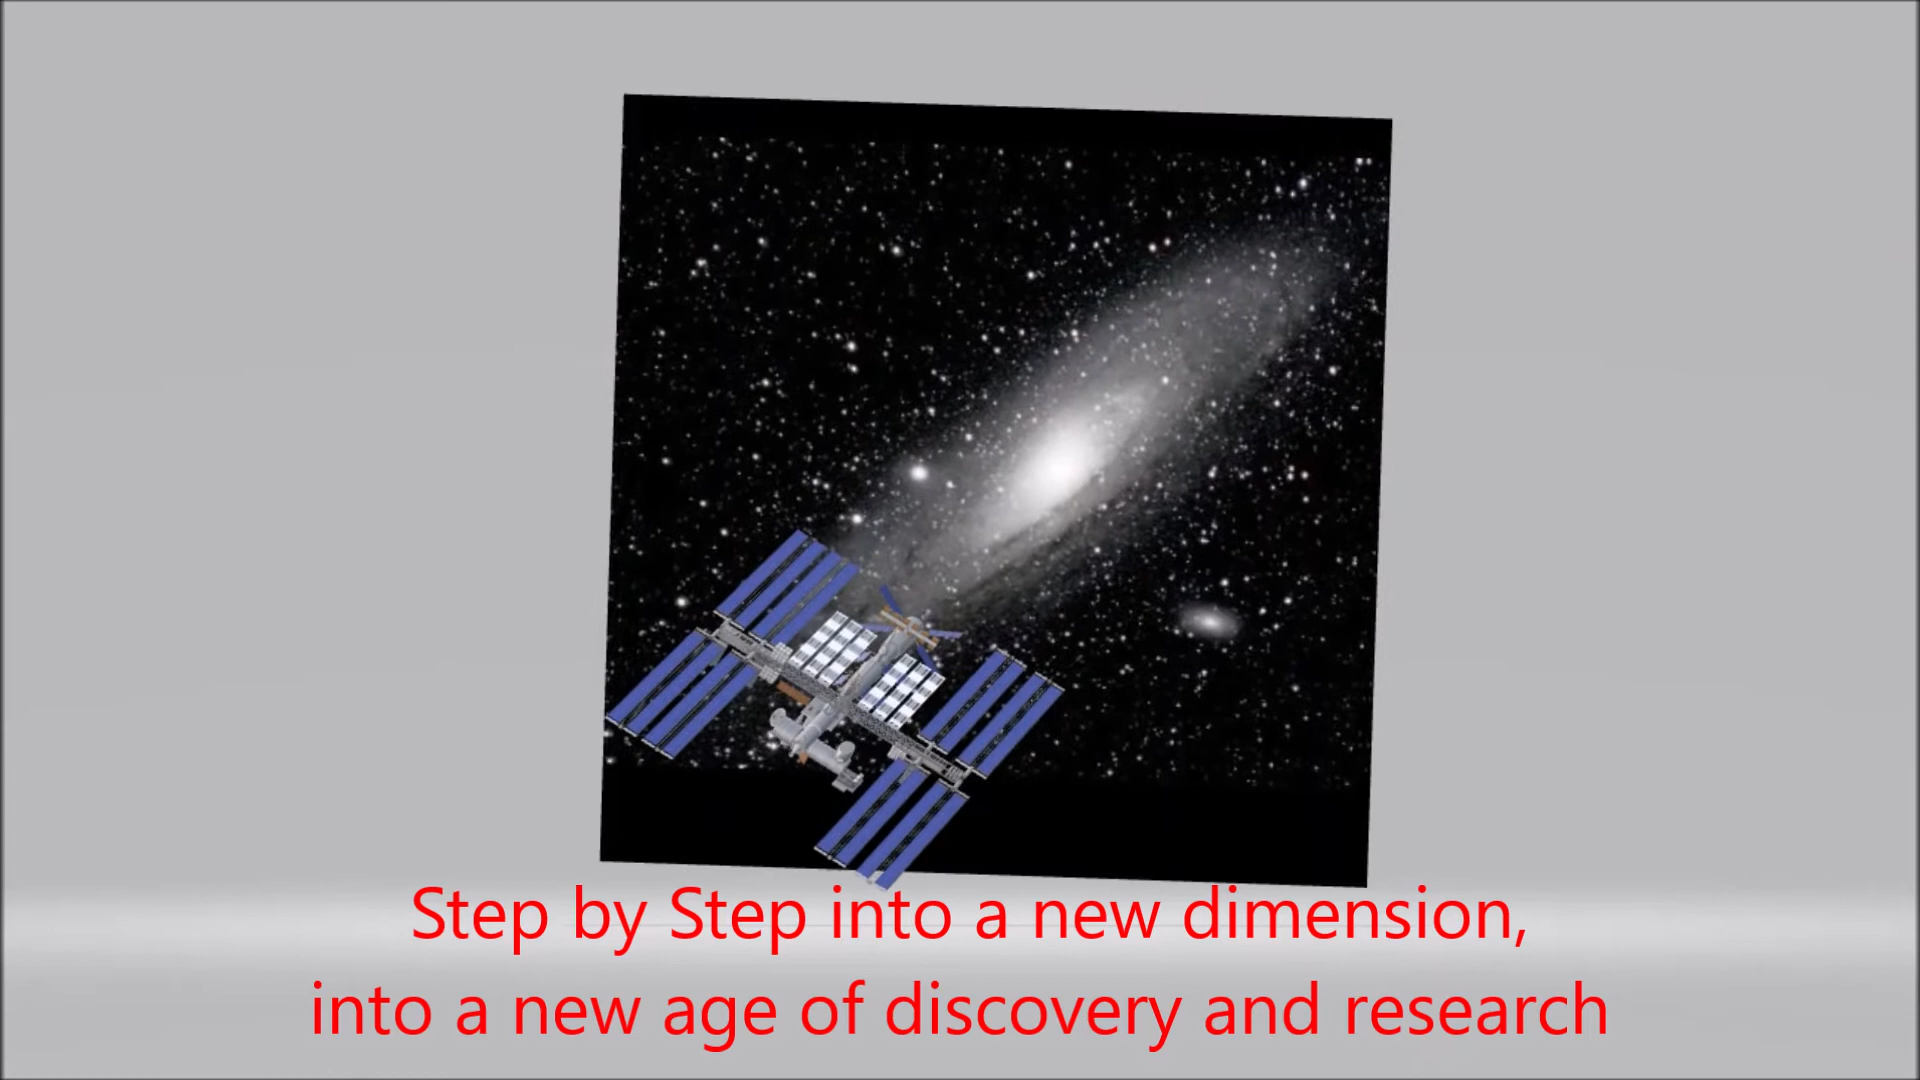 Step by Step into a new dimension,
into a new age of discovery and research